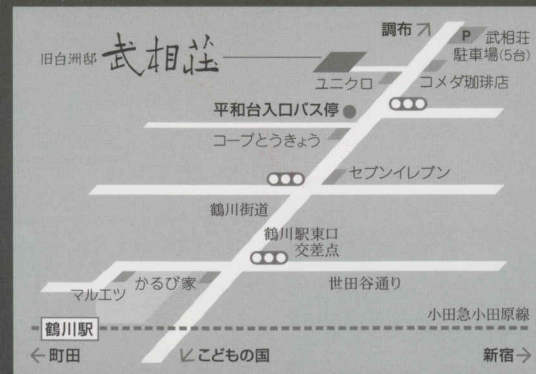 調布↗
P 武相荘
駐車場(5台)
旧白洲邸 武相荘
ユニクロ
コメダ珈琲店
平和台入口バス停
コープとうきょう
セブンイレブン
鶴川街道
鶴川駅東口
交差点
マルエツ
かるび家
世田谷通り
小田急小田原線
鶴川駅
←町田
↙こどもの国
新宿→